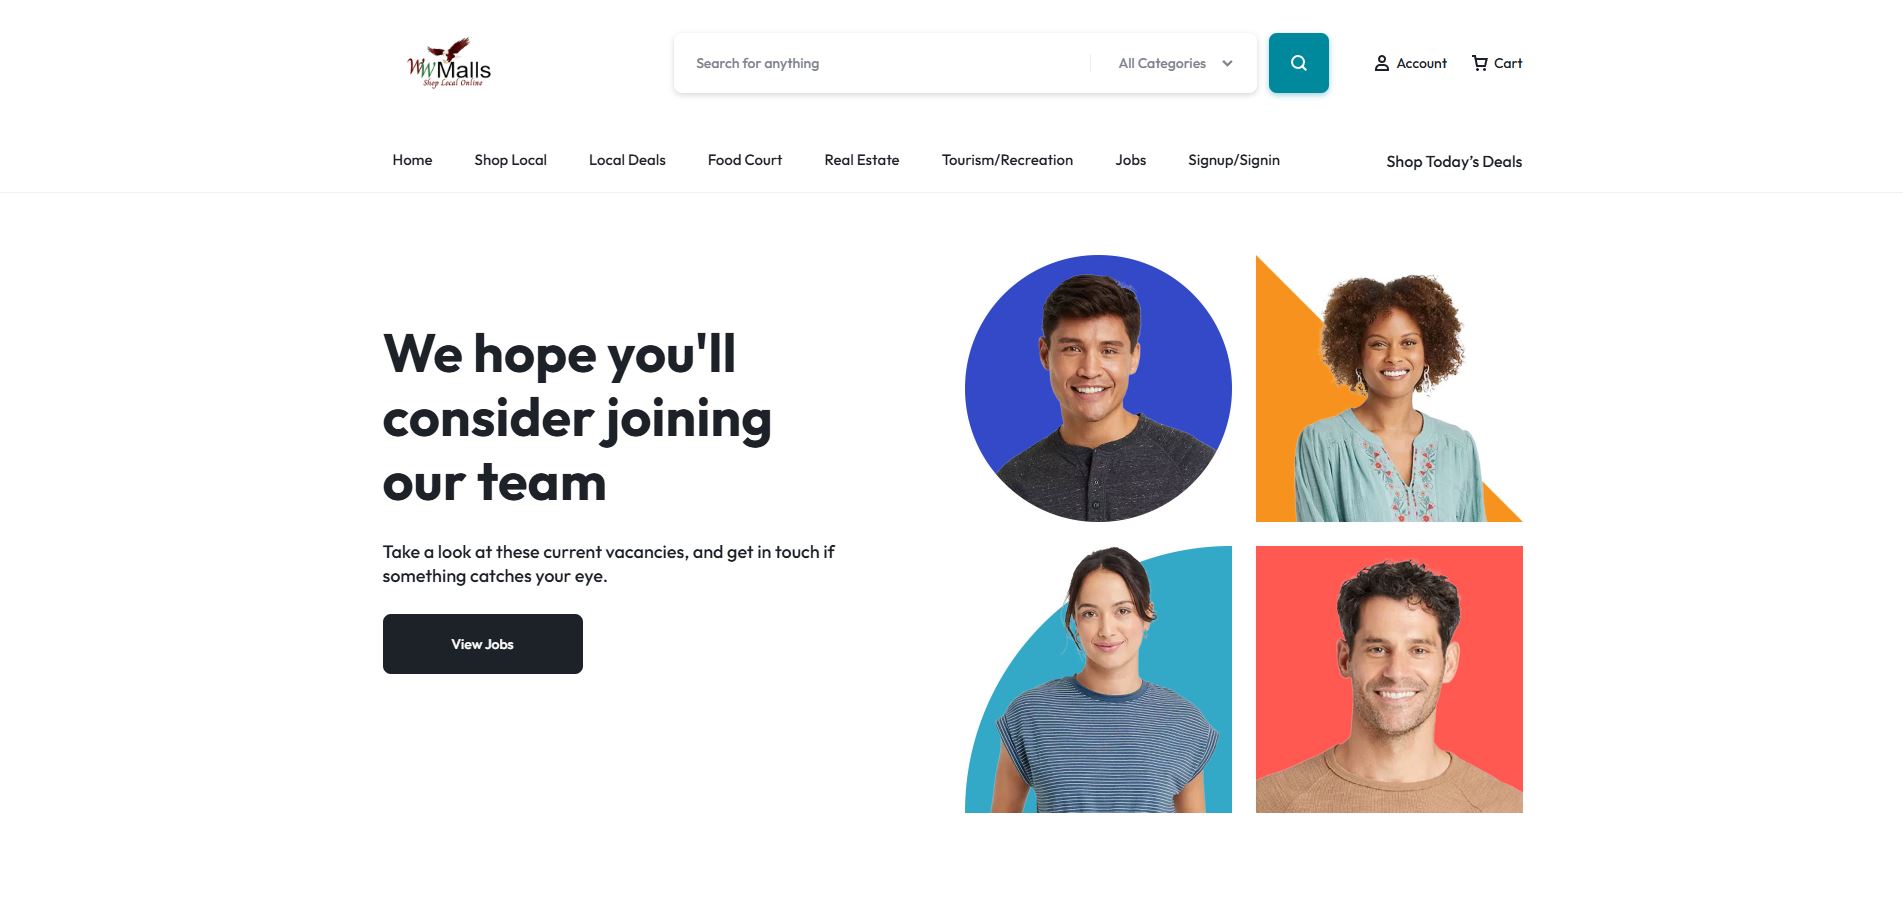 WWMalls
Shop Local Online
Search for anything
All Categories
Account
Cart
Home
Shop Local
Local Deals
Food Court
Real Estate
Tourism/Recreation
Jobs
Signup/Signin
Shop Today’s Deals
We hope you'll
consider joining
our team
Take a look at these current vacancies, and get in touch if
something catches your eye.
View Jobs